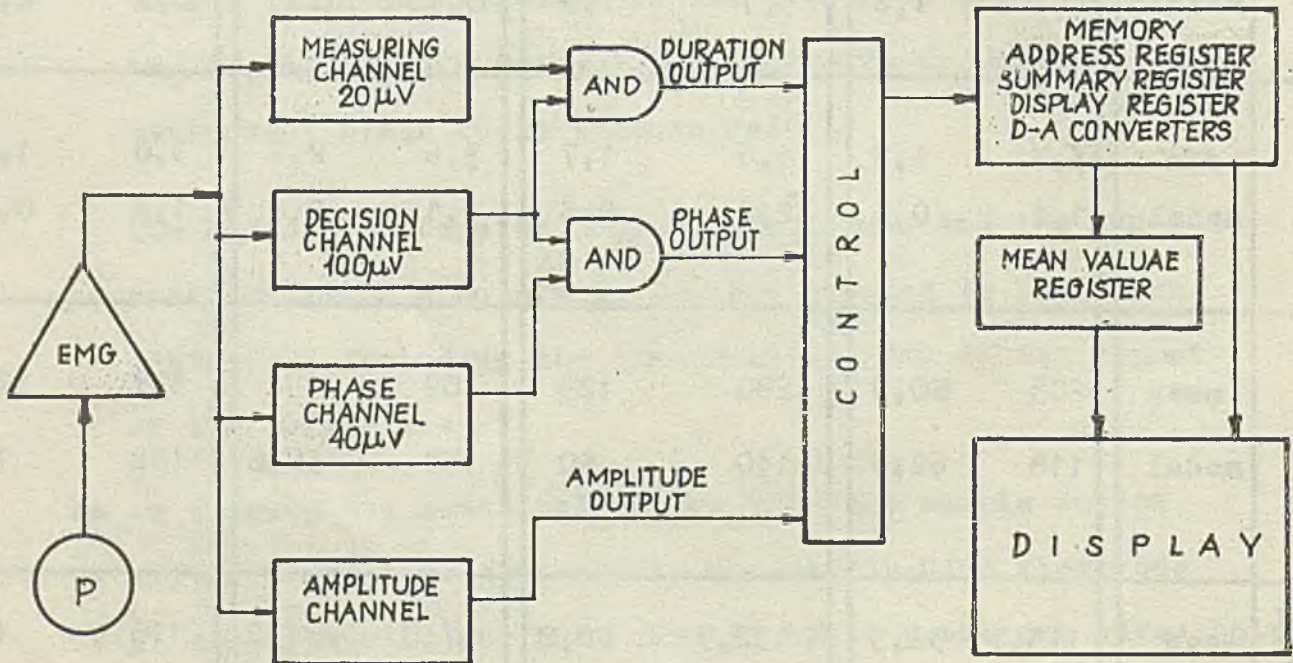 MEASURING
CHANNEL
20μV
AND
DURATION
OUTPUT
DECISION
CHANNEL
100μV
AND
PHASE
OUTPUT
PHASE
CHANNEL
40μV
AMPLITUDE
OUTPUT
AMPLITUDE
CHANNEL
EMG
P
CONTROL
MEMORY
ADDRESS REGISTER
SUMMARY REGISTER
DISPLAY REGISTER
D-A CONVERTERS
MEAN VALUAE
REGISTER
DISPLAY